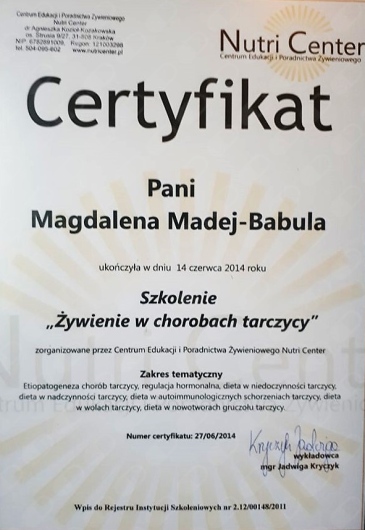 Centrum Edukacji i Poradnictwa Żywieniowego
Nutri Center
dr Agnieszka Kozioł-Kozakowska
os. Strusia 9/27, 31-808 Kraków
NIP 6782891009, Regon: 121003298
tel. 504-095-602 www.nutricenter.pl
Nutri Center
Centrum Edukacji i Poradnictwa Żywieniowego
Certyfikat
Pani
Magdalena Madej-Babula
ukończyła w dniu 14 czerwca 2014 roku
Szkolenie
„Żywienie w chorobach tarczycy”
zorganizowane przez Centrum Edukacji i Poradnictwa Żywieniowego Nutri Center
Zakres tematyczny
Etiopatogeneza chorób tarczycy, regulacja hormonalna, dieta w niedoczynności tarczycy,
dieta w nadczynności tarczycy, dieta w autoimmunologicznych schorzeniach tarczycy, dieta
w wolach tarczycy, dieta w nowotworach gruczołu tarczycy.
Numer certyfikatu: 27/06/2014
wykładowca
mgr Jadwiga Kryczyk
Wpis do Rejestru Instytucji Szkoleniowych nr 2.12/00148/2011